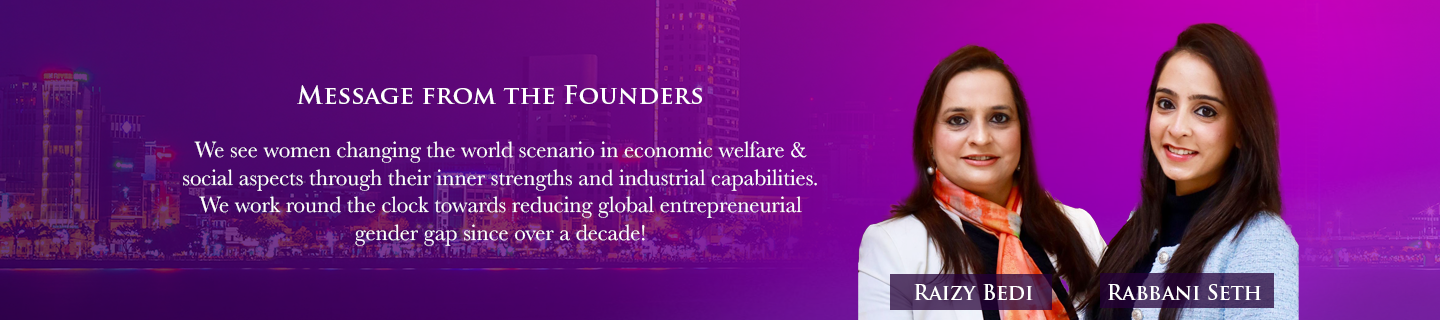 Message from the Founders
We see women changing the world scenario in economic welfare &
social aspects through their inner strengths and industrial capabilities.
We work round the clock towards reducing global entrepreneurial
gender gap since over a decade!
Raizy Bedi
Rabbani Seth